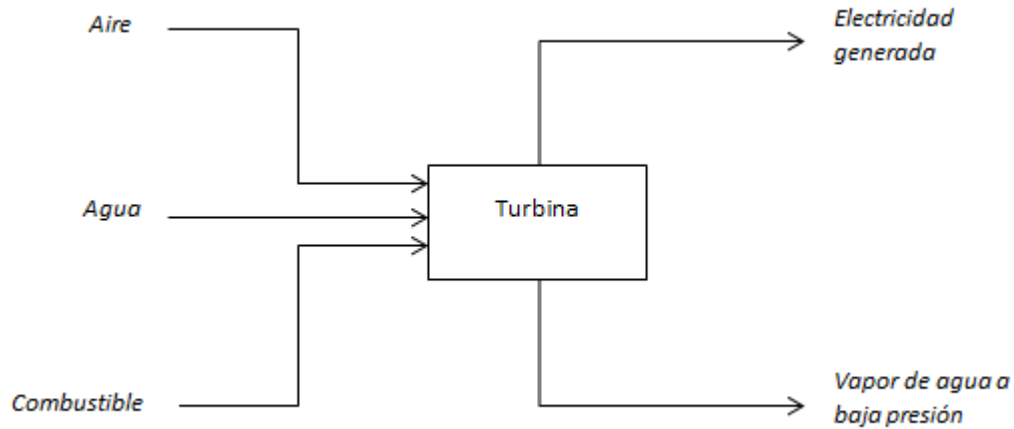 Aire
Electricidad
generada
Agua
Turbina
Combustible
Vapor de agua a
baja presión